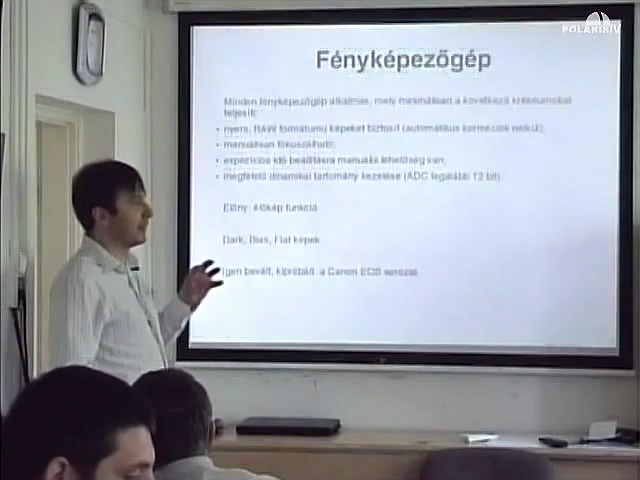 POLARIRIV
Fényképezőgép
Minden fényképezőgép alkalmas, mely minimálisan a következő kritériumokat
teljesíti:
• nyers, RAW formátumú képeket biztosít (automatikus korrekciók nélkül),
• manuálisan fókuszálható,
• expozíciós idő beállításra manuális lehetőség van,
• megfelelő dinamikai tartomány kezelése (ADC legalább 12 bit)
Előny: élőkép funkció
Dark, Bias, Flat képek
Igen bevált, kipróbált a Canon EOS sorozat.